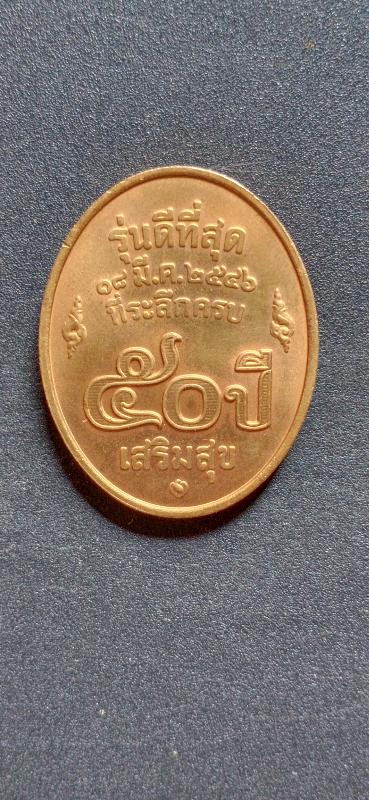 รุ่นดีที่สุด
๑๘ มี.ค.๒๕๔๖
ที่ระลึกครบ
๕๐ปี
เสริมสุข